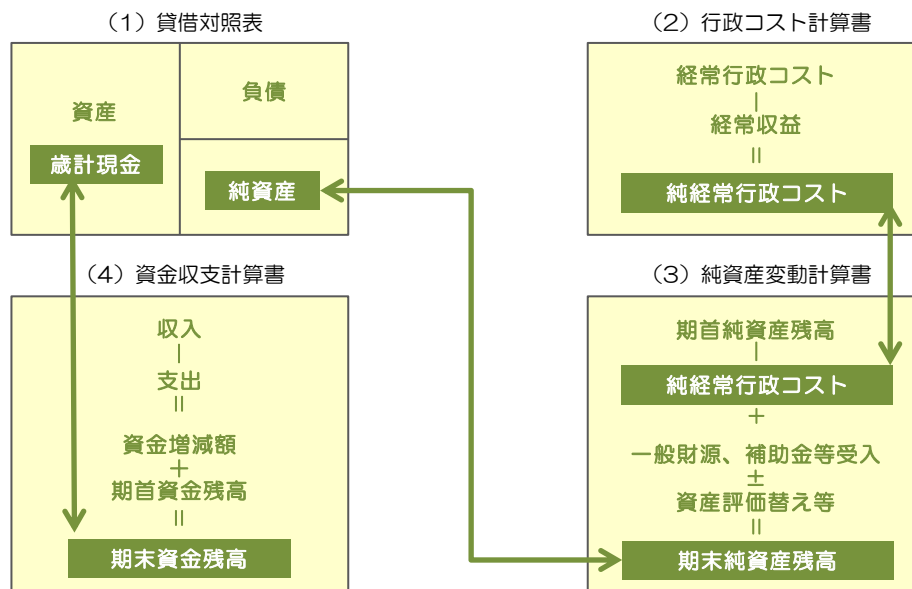 （1）貸借対照表
資産
歳計現金
負債
純資産
（2）行政コスト計算書
経常行政コスト
－
経常収益
＝
純経常行政コスト
（4）資金収支計算書
収入
－
支出
＝
資金増減額
＋
期首資金残高
＝
期末資金残高
（3）純資産変動計算書
期首純資産残高
－
純経常行政コスト
＋
一般財源、補助金等受入
±
資産評価替え等
＝
期末純資産残高